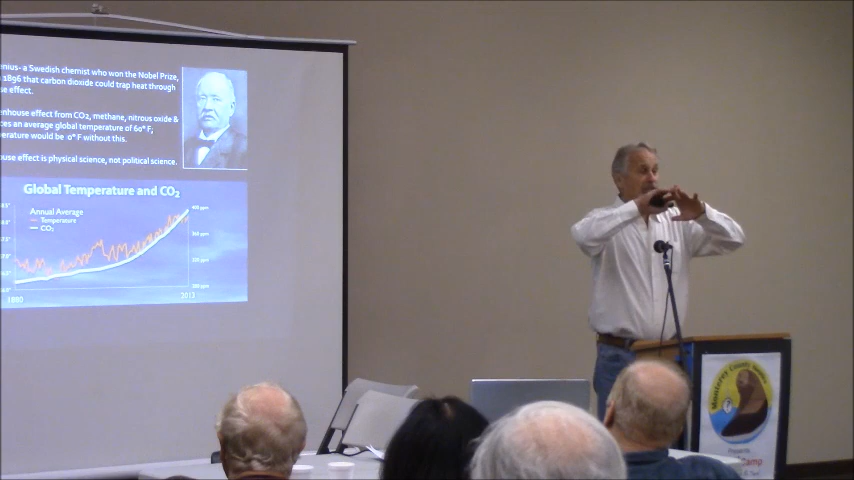 enius- a Swedish chemist who won the Nobel Prize,
1896 that carbon dioxide could trap heat through
se effect.
enhouse effect from CO2, methane, nitrous oxide &
ces an average global temperature of 60° F;
perature would be 0° F without this.
ouse effect is physical science, not political science.
Global Temperature and CO2
Annual Average
Temperature
CO2
400 ppm
1880
2013
Monterey County
Presents
Camp